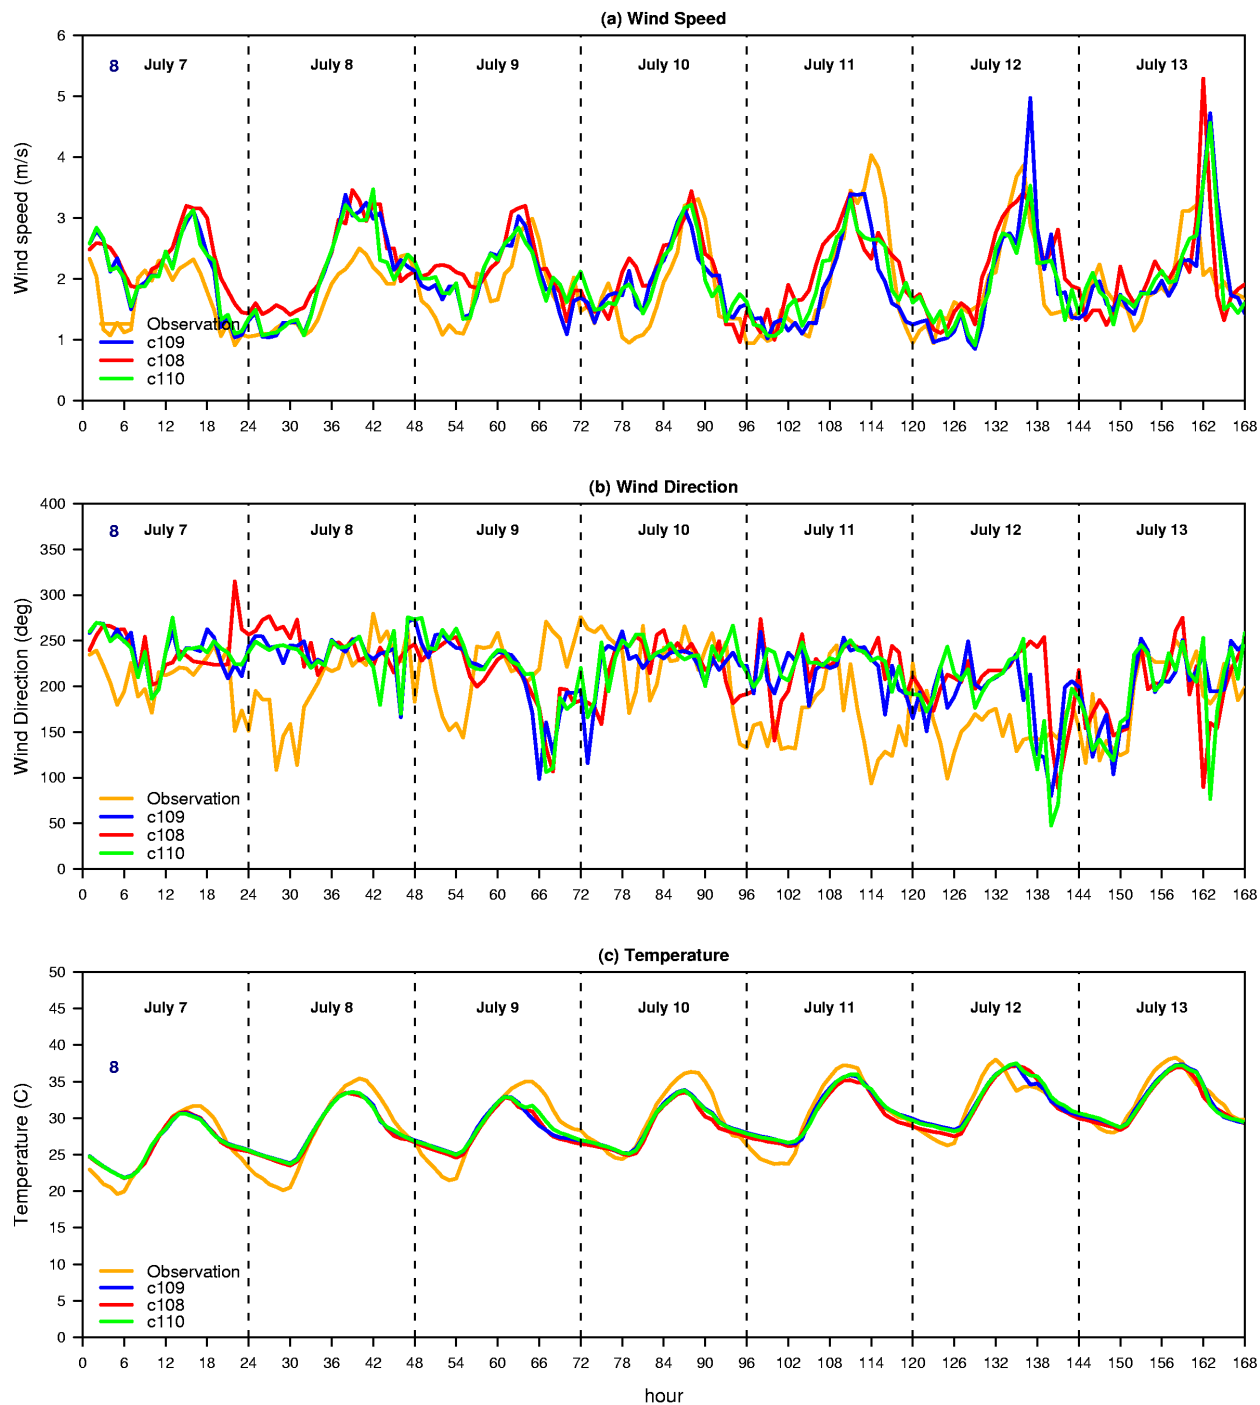 (a) Wind Speed
8 July 7 July 8 July 9 July 10 July 11 July 12 July 13
Wind speed (m/s)
6
5
4
3
2
1
0
Observation
c109
c108
c110
0 6 12 18 24 30 36 42 48 54 60 66 72 78 84 90 96 102 108 114 120 126 132 138 144 150 156 162 168
(b) Wind Direction
8 July 7 July 8 July 9 July 10 July 11 July 12 July 13
Wind Direction (deg)
400
350
300
250
200
150
100
50
0
Observation
c109
c108
c110
0 6 12 18 24 30 36 42 48 54 60 66 72 78 84 90 96 102 108 114 120 126 132 138 144 150 156 162 168
(c) Temperature
July 7 July 8 July 9 July 10 July 11 July 12 July 13
8
Temperature (C)
50
45
40
35
30
25
20
15
10
5
0
Observation
c109
c108
c110
0 6 12 18 24 30 36 42 48 54 60 66 72 78 84 90 96 102 108 114 120 126 132 138 144 150 156 162 168
hour